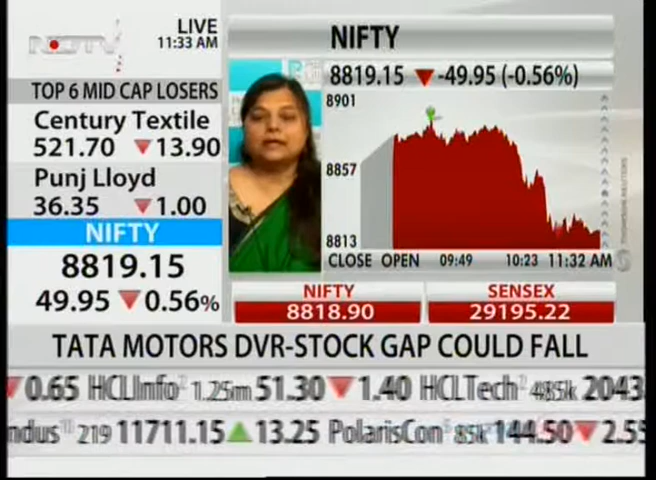 NDTV
LIVE
11:33 AM
TOP 6 MID CAP LOSERS
Century Textile
521.70 ▼13.90
Punj Lloyd
36.35 ▼1.00
NIFTY
8819.15
49.95 ▼0.56%
NIFTY
8819.15 ▼ -49.95 (-0.56%)
8901
8857
8813
CLOSE OPEN 09:49 10:23 11:32 AM
THOMSON REUTERS
NIFTY
8818.90
SENSEX
29195.22
TATA MOTORS DVR-STOCK GAP COULD FALL
▼0.65 HCLInfo² 1.25m 51.30 ▼1.40 HCLTech² 485k 2043
ndus 219 11711.15 ▲13.25 PolarisCon 85k 144.50 ▼2.55